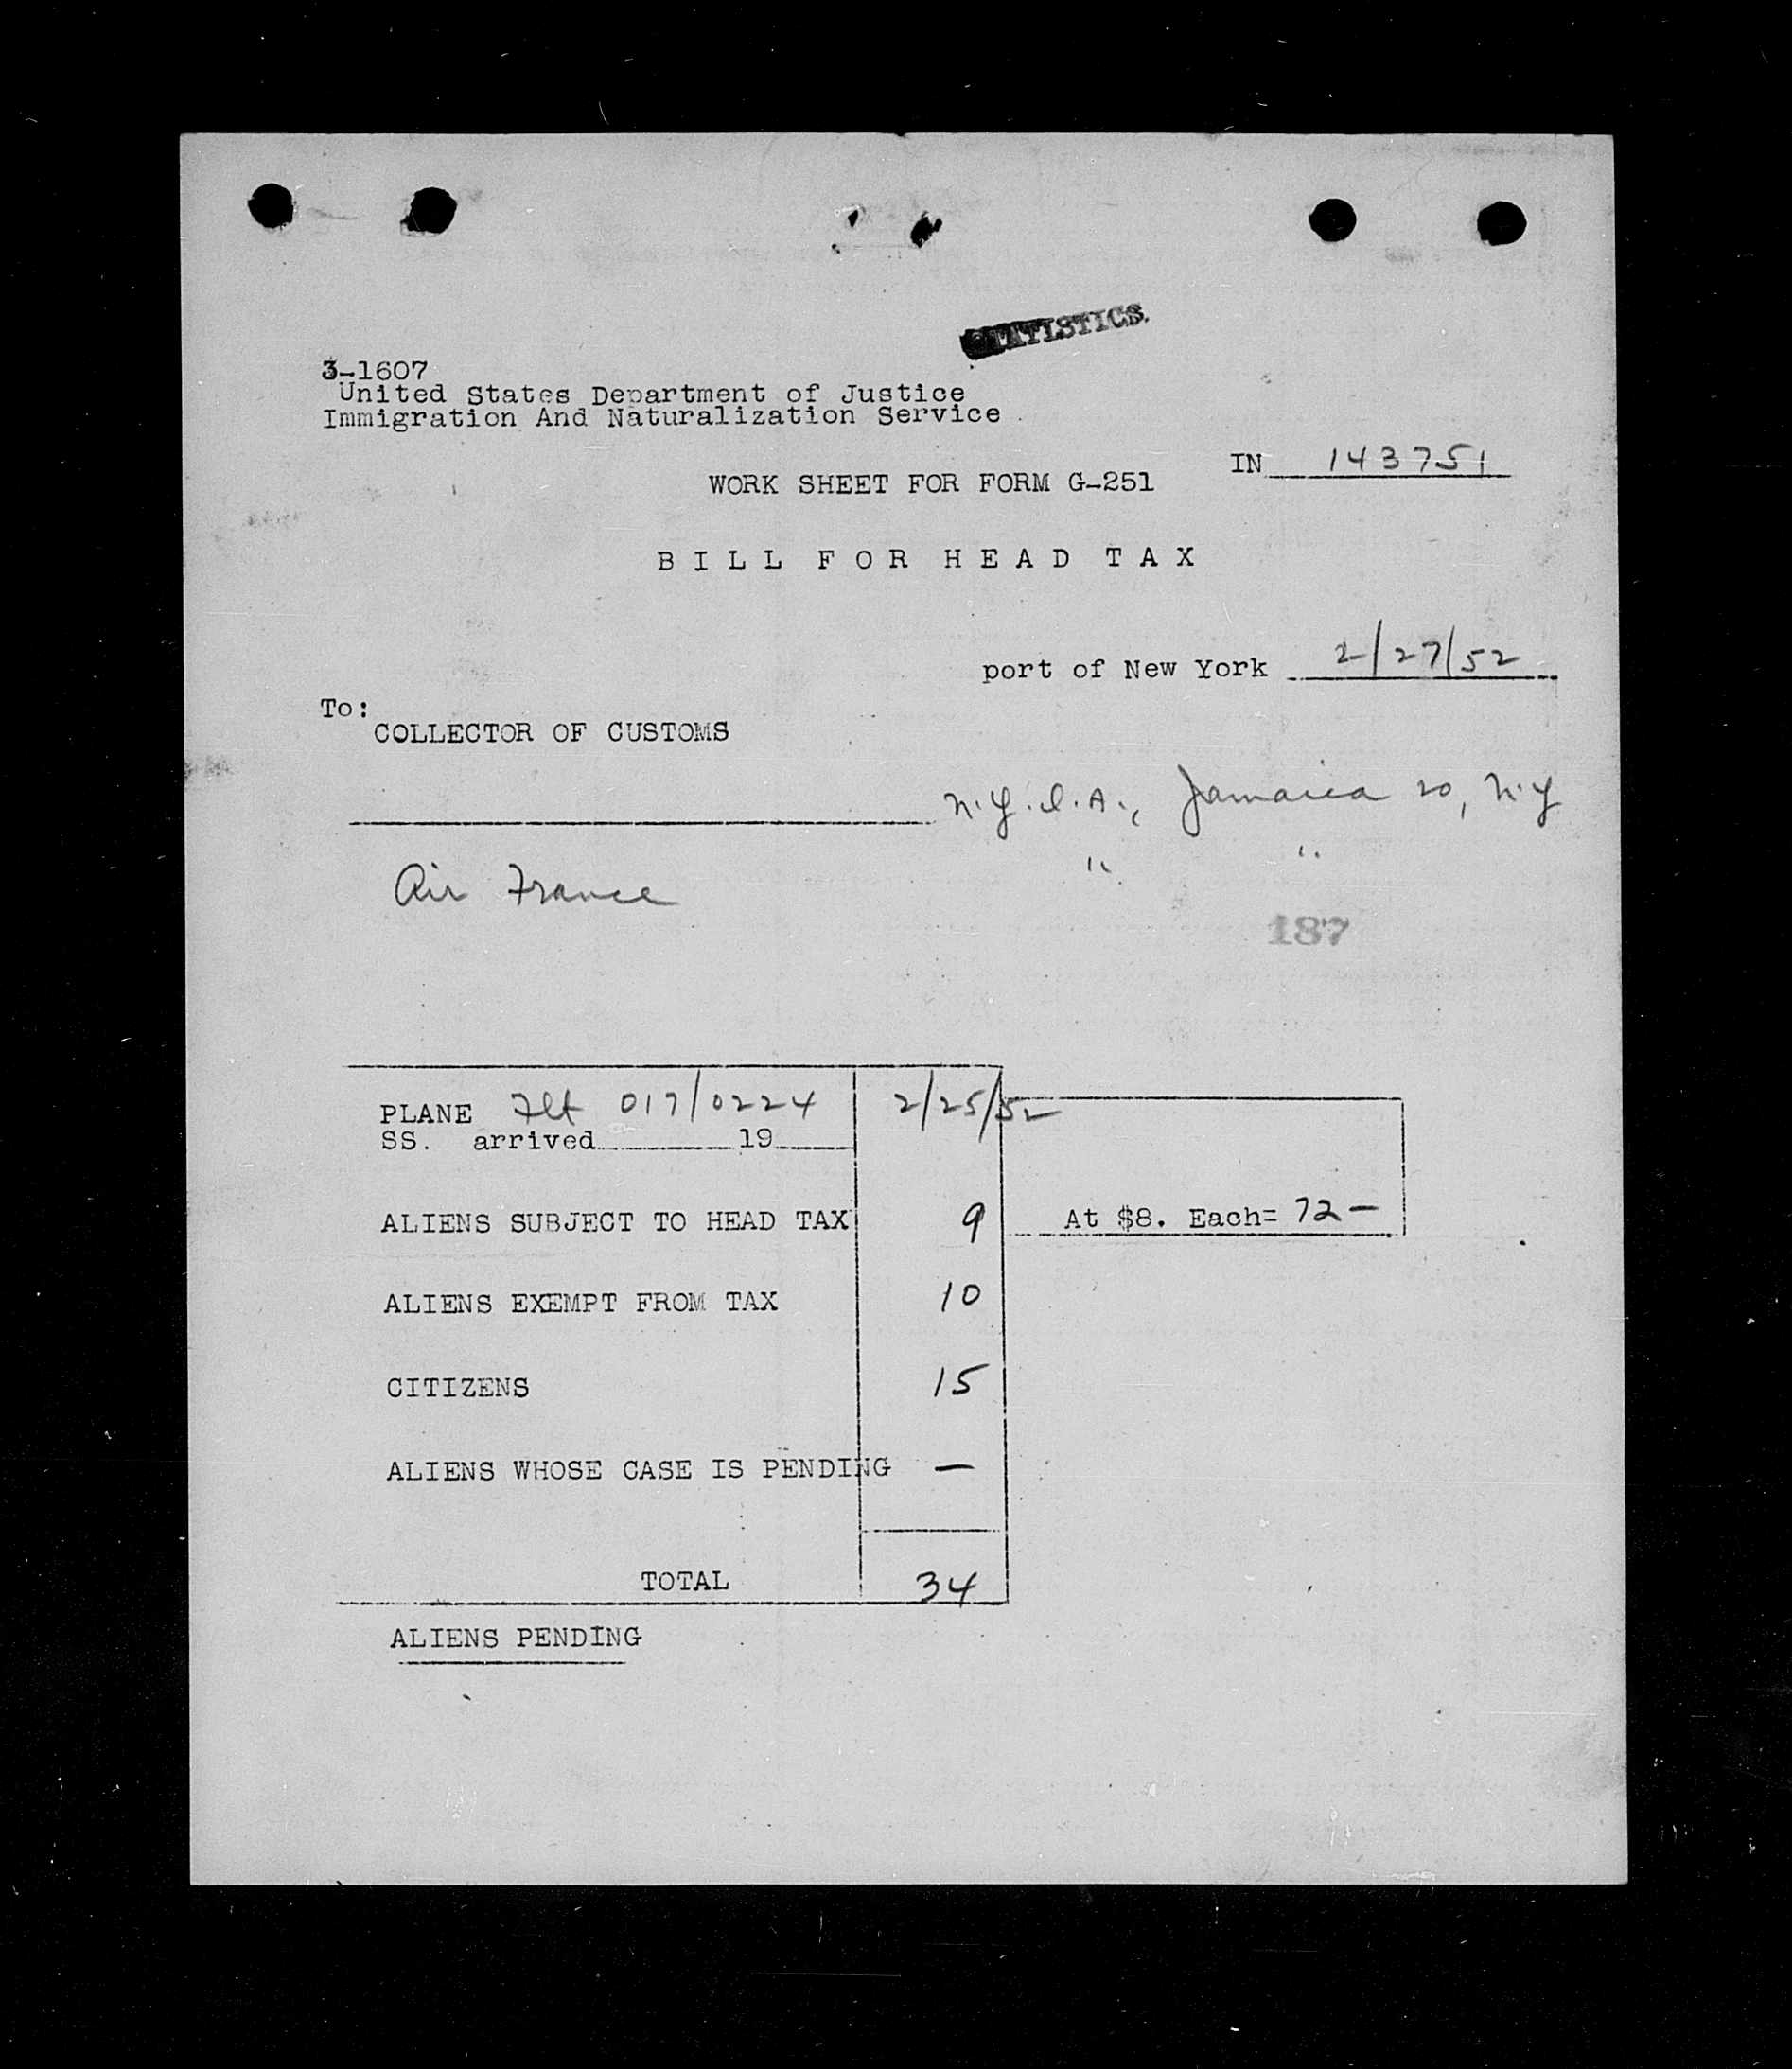 STATISTICS.
3-1607
United States Department of Justice
Immigration And Naturalization Service
IN 143751
WORK SHEET FOR FORM G-251
BILL FOR HEAD TAX
port of New York 2/27/52
To:
COLLECTOR OF CUSTOMS
N.Y.I.A., Jamaica 20, N.Y
Air France " "
187
PLANE Flt 017/0224 2/25/52
SS. arrived 19
ALIENS SUBJECT TO HEAD TAX 9 At $8. Each= 72-
ALIENS EXEMPT FROM TAX 10
CITIZENS 15
ALIENS WHOSE CASE IS PENDING —
TOTAL 34
ALIENS PENDING